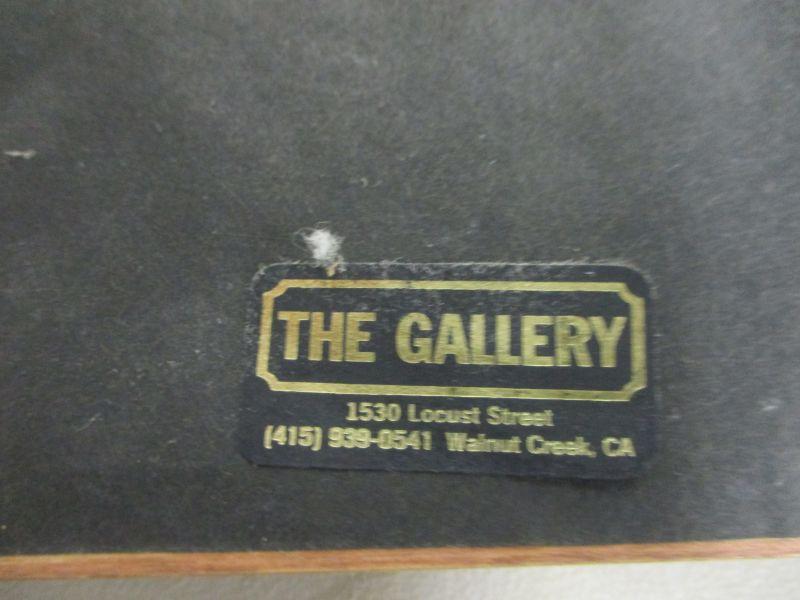 THE GALLERY
1530 Locust Street
(415) 939-0541 Walnut Creek, CA